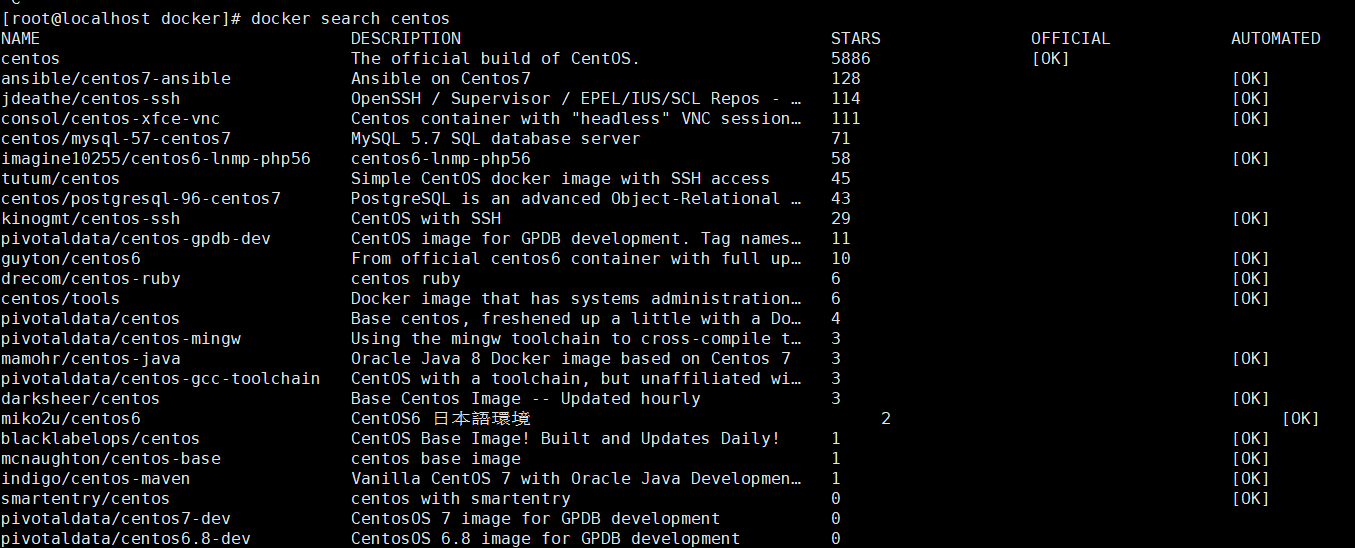 [root@localhost docker]# docker search centos
NAME DESCRIPTION STARS OFFICIAL AUTOMATED
centos The official build of CentOS. 5886 [OK]
ansible/centos7-ansible Ansible on Centos7 128 [OK]
jdeathe/centos-ssh OpenSSH / Supervisor / EPEL/IUS/SCL Repos - … 114 [OK]
consol/centos-xfce-vnc Centos container with "headless" VNC session… 111 [OK]
centos/mysql-57-centos7 MySQL 5.7 SQL database server 71
imagine10255/centos6-lnmp-php56 centos6-lnmp-php56 58 [OK]
tutum/centos Simple CentOS docker image with SSH access 45
centos/postgresql-96-centos7 PostgreSQL is an advanced Object-Relational … 43
kinogmt/centos-ssh CentOS with SSH 29 [OK]
pivotaldata/centos-gpdb-dev CentOS image for GPDB development. Tag names… 11
guyton/centos6 From official centos6 container with full up… 10 [OK]
drecom/centos-ruby centos ruby 6 [OK]
centos/tools Docker image that has systems administration… 6 [OK]
pivotaldata/centos Base centos, freshened up a little with a Do… 4
pivotaldata/centos-mingw Using the mingw toolchain to cross-compile t… 3
mamohr/centos-java Oracle Java 8 Docker image based on Centos 7 3 [OK]
pivotaldata/centos-gcc-toolchain CentOS with a toolchain, but unaffiliated wi… 3
darksheer/centos Base Centos Image -- Updated hourly 3 [OK]
miko2u/centos6 CentOS6 日本語環境 2 [OK]
blacklabelops/centos CentOS Base Image! Built and Updates Daily! 1 [OK]
mcnaughton/centos-base centos base image 1 [OK]
indigo/centos-maven Vanilla CentOS 7 with Oracle Java Developmen… 1 [OK]
smartentry/centos centos with smartentry 0 [OK]
pivotaldata/centos7-dev CentosOS 7 image for GPDB development 0
pivotaldata/centos6.8-dev CentosOS 6.8 image for GPDB development 0